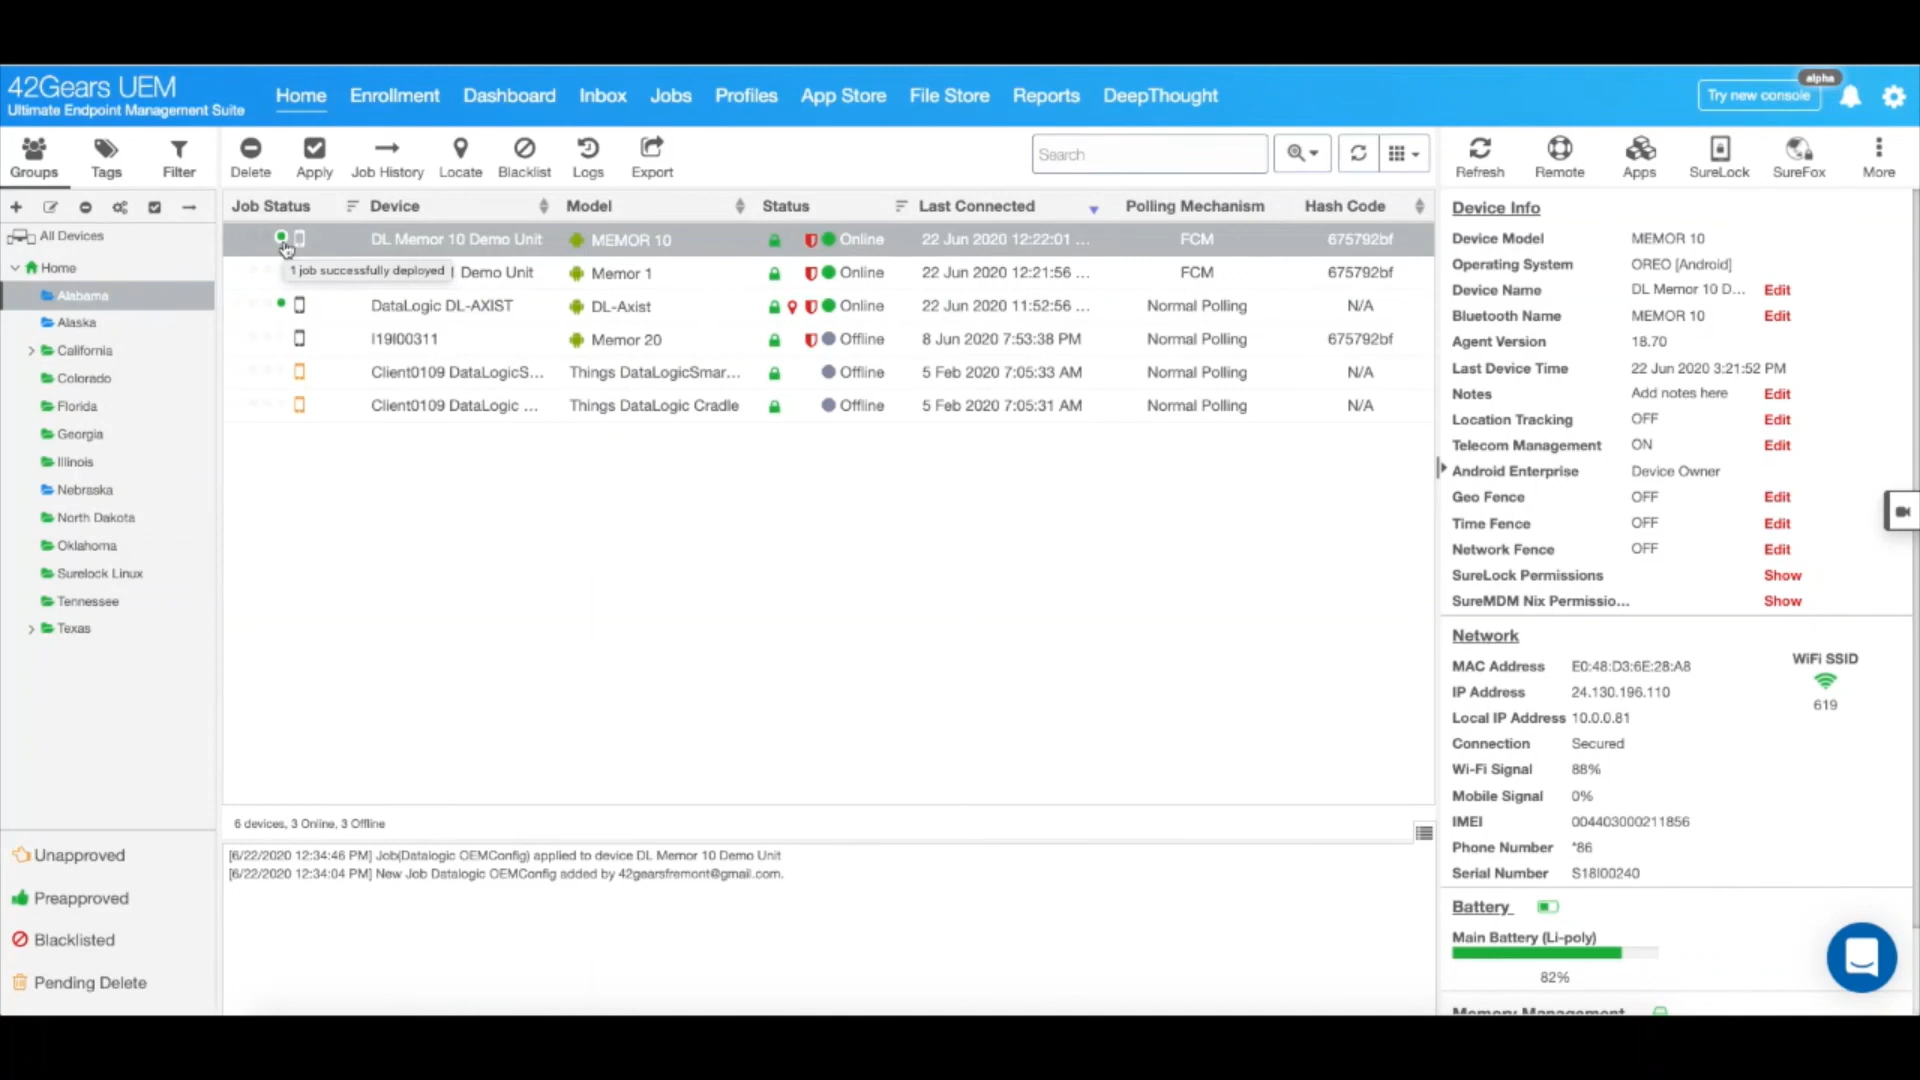 42Gears UEM
Ultimate Endpoint Management Suite
Home Enrollment Dashboard Inbox Jobs Profiles App Store File Store Reports DeepThought
alpha
Try new console
Groups Tags Filter
Delete Apply Job History Locate Blacklist Logs Export
Search
Refresh Remote Apps SureLock SureFox More
All Devices
Home
Alabama
Alaska
California
Colorado
Florida
Georgia
Illinois
Nebraska
North Dakota
Oklahoma
Surelock Linux
Tennessee
Texas
Unapproved
Preapproved
Blacklisted
Pending Delete
Job Status Device Model Status Last Connected Polling Mechanism Hash Code
DL Memor 10 Demo Unit MEMOR 10 Online 22 Jun 2020 12:22:01 ... FCM 675792bf
1 job successfully deployed
Demo Unit Memor 1 Online 22 Jun 2020 12:21:56 ... FCM 675792bf
DataLogic DL-AXIST DL-Axist Online 22 Jun 2020 11:52:56 ... Normal Polling N/A
I19I00311 Memor 20 Offline 8 Jun 2020 7:53:38 PM Normal Polling 675792bf
Client0109 DataLogicS... Things DataLogicSmar... Offline 5 Feb 2020 7:05:33 AM Normal Polling N/A
Client0109 DataLogic ... Things DataLogic Cradle Offline 5 Feb 2020 7:05:31 AM Normal Polling N/A
6 devices, 3 Online, 3 Offline
[6/22/2020 12:34:46 PM] Job(Datalogic OEMConfig) applied to device DL Memor 10 Demo Unit
[6/22/2020 12:34:04 PM] New Job Datalogic OEMConfig added by 42gearsfremont@gmail.com.
Device Info
Device Model MEMOR 10
Operating System OREO [Android]
Device Name DL Memor 10 D... Edit
Bluetooth Name MEMOR 10 Edit
Agent Version 18.70
Last Device Time 22 Jun 2020 3:21:52 PM
Notes Add notes here Edit
Location Tracking OFF Edit
Telecom Management ON Edit
Android Enterprise Device Owner
Geo Fence OFF Edit
Time Fence OFF Edit
Network Fence OFF Edit
SureLock Permissions Show
SureMDM Nix Permissio... Show
Network
MAC Address E0:48:D3:6E:28:A8
IP Address 24.130.196.110
Local IP Address 10.0.0.81
Connection Secured
Wi-Fi Signal 88%
Mobile Signal 0%
IMEI 004403000211856
Phone Number *86
Serial Number S18I00240
WiFi SSID
619
Battery
Main Battery (Li-poly)
82%
Memory Management